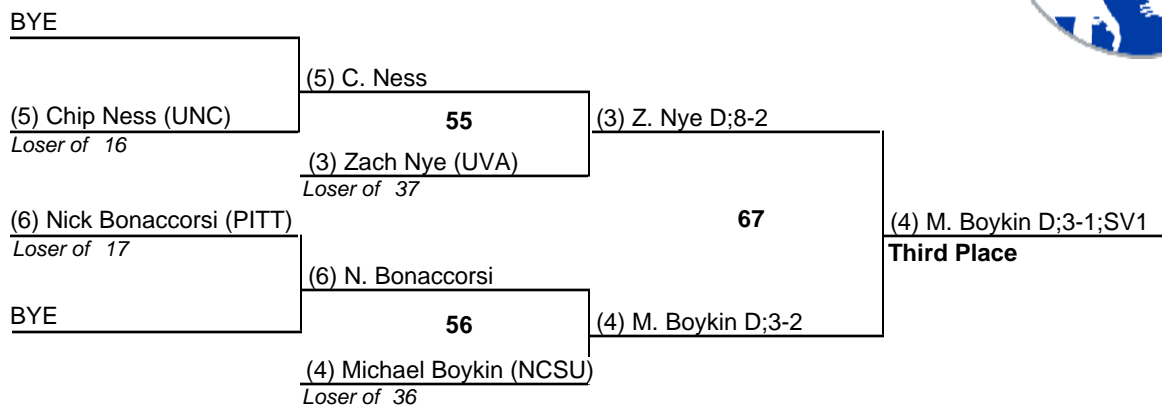 BYE
(5) C. Ness
(5) Chip Ness (UNC)
Loser of 16
55
(3) Z. Nye D;8-2
(3) Zach Nye (UVA)
Loser of 37
(6) Nick Bonaccorsi (PITT)
Loser of 17
67
(4) M. Boykin D;3-1;SV1
Third Place
(6) N. Bonaccorsi
BYE
56
(4) M. Boykin D;3-2
(4) Michael Boykin (NCSU)
Loser of 36